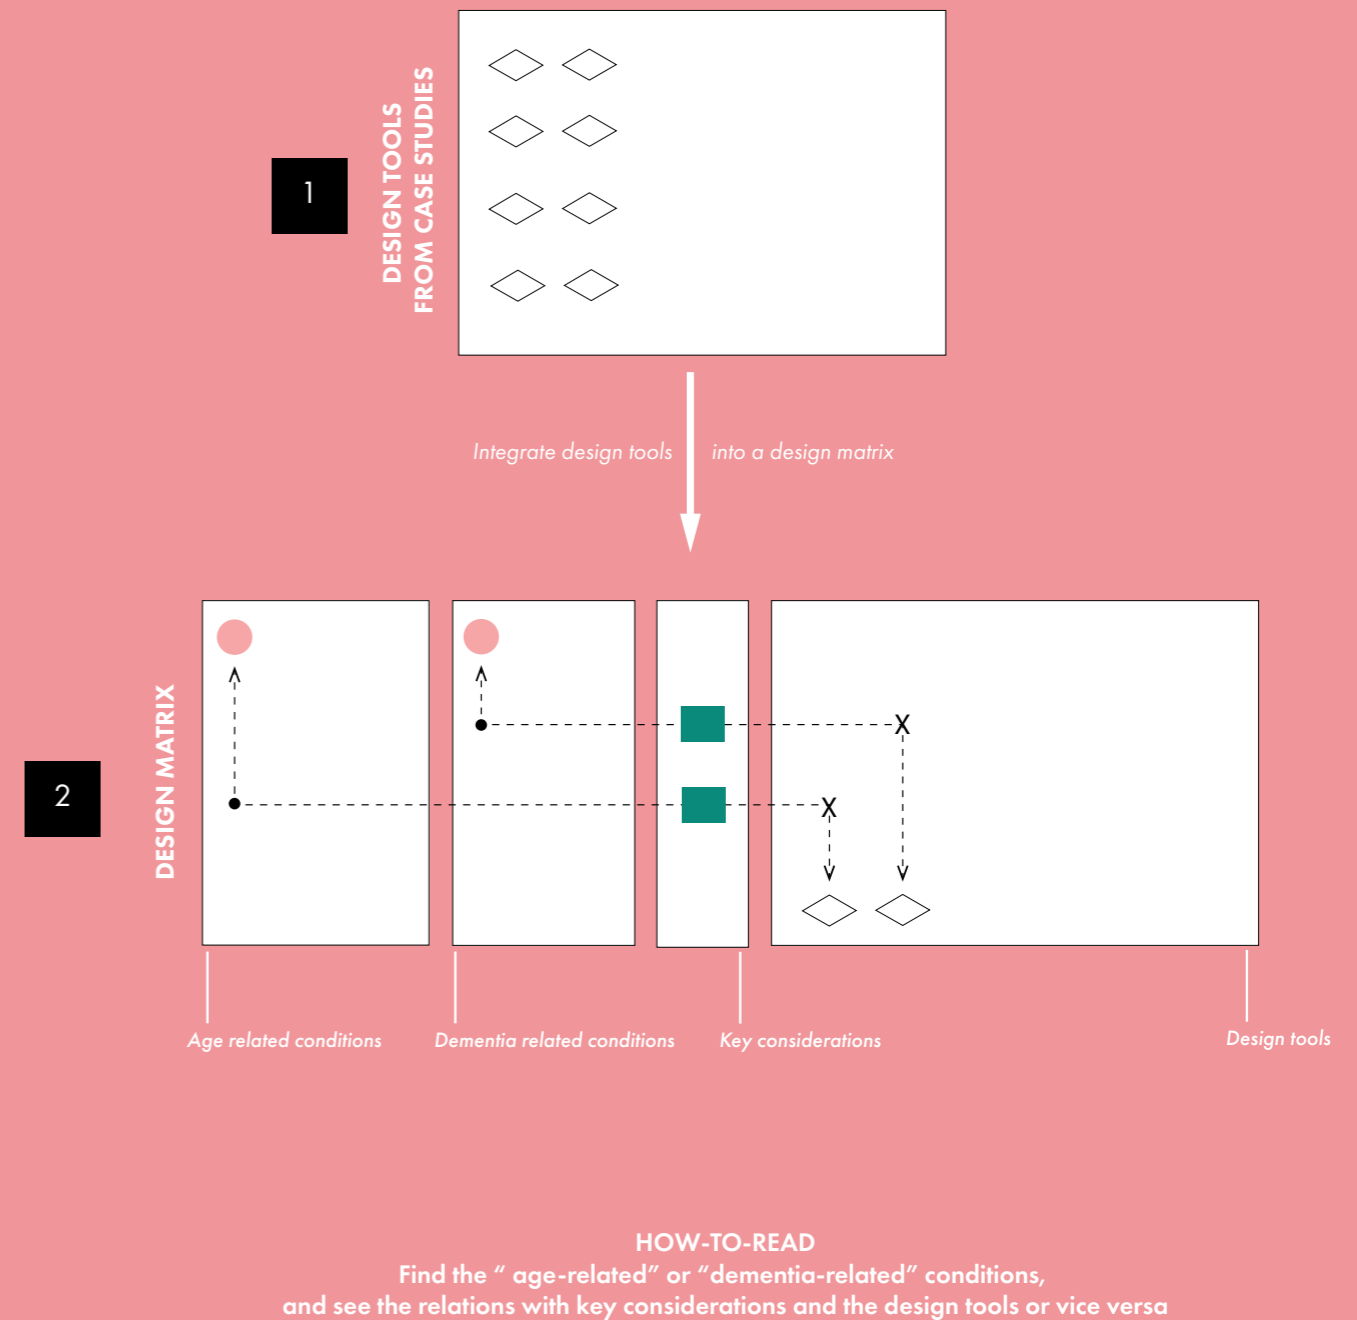 1
DESIGN TOOLS
FROM CASE STUDIES
Integrate design tools into a design matrix
2
DESIGN MATRIX
X
X
Age related conditions
Dementia related conditions
Key considerations
Design tools
HOW-TO-READ
Find the “ age-related” or “dementia-related” conditions,
and see the relations with key considerations and the design tools or vice versa